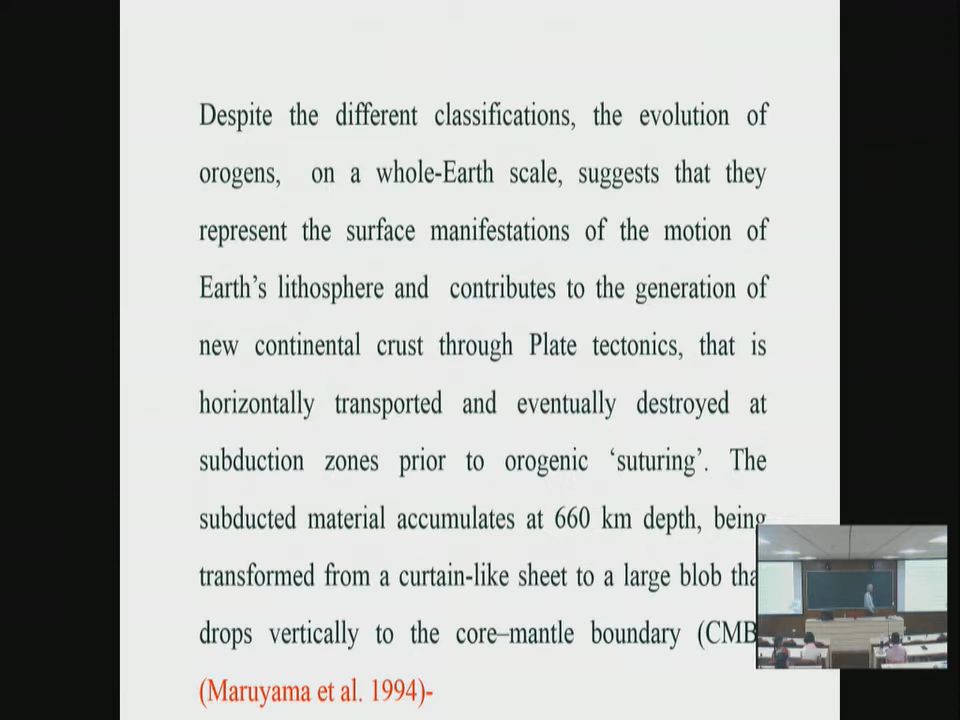 Despite the different classifications, the evolution of
orogens, on a whole-Earth scale, suggests that they
represent the surface manifestations of the motion of
Earth’s lithosphere and contributes to the generation of
new continental crust through Plate tectonics, that is
horizontally transported and eventually destroyed at
subduction zones prior to orogenic ‘suturing’. The
subducted material accumulates at 660 km depth, being
transformed from a curtain-like sheet to a large blob tha
drops vertically to the core–mantle boundary (CMB
(Maruyama et al. 1994)-